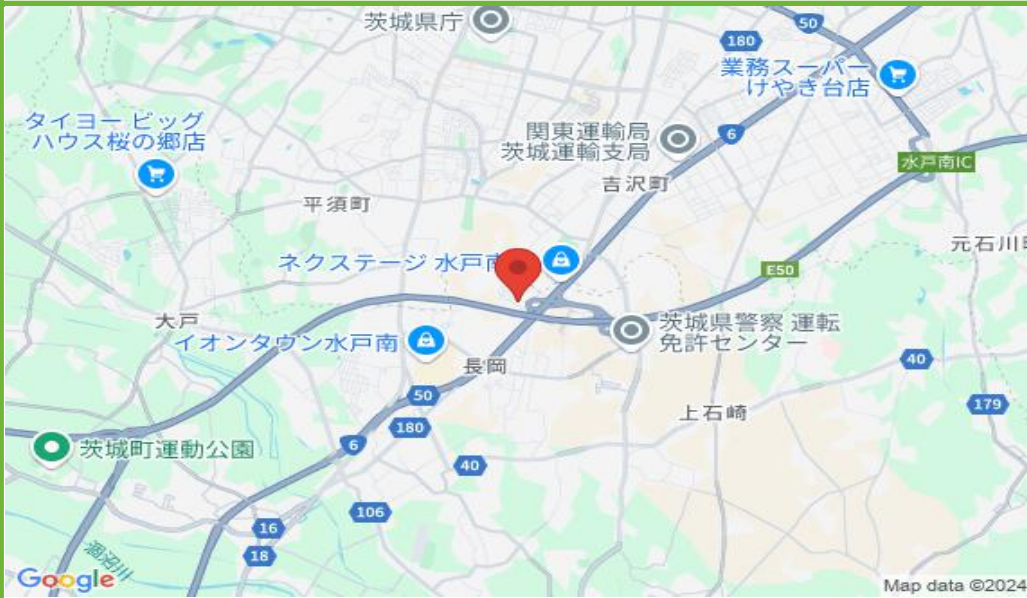 茨城県庁
50
180
業務スーパー
けやき台店
タイヨー ビッグ
ハウス桜の郷店
関東運輸局
茨城運輸支局
6
水戸南IC
吉沢町
平須町
元石川町
ネクステージ 水戸南
E50
大戸
イオンタウン水戸南
茨城県警察 運転
免許センター
長岡
40
50
179
上石崎
180
6
茨城町運動公園
40
106
16
18
涸沼川
Google
Map data ©2024